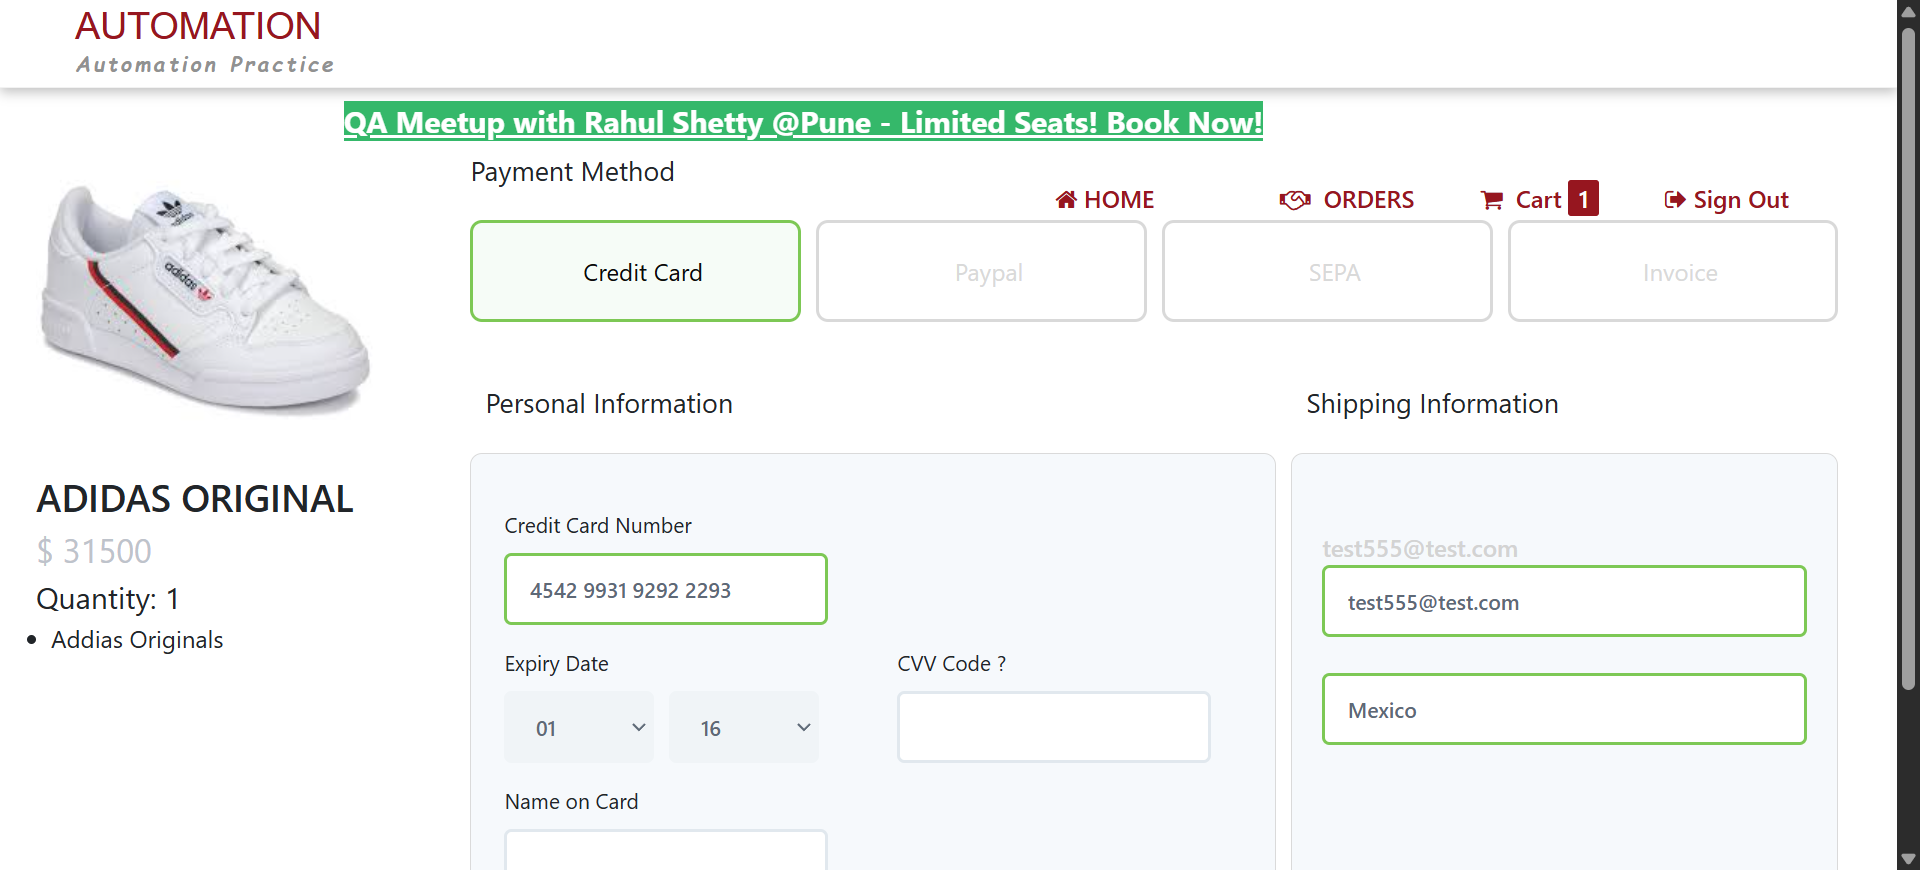 AUTOMATION
Automation Practice
QA Meetup with Rahul Shetty @Pune - Limited Seats! Book Now!
Payment Method
HOME
ORDERS
Cart 1
Sign Out
Credit Card
Paypal
SEPA
Invoice
adidas
ADIDAS ORIGINAL
$ 31500
Quantity: 1
Addias Originals
Personal Information
Credit Card Number
4542 9931 9292 2293
Expiry Date
CVV Code ?
01
16
Name on Card
Shipping Information
test555@test.com
test555@test.com
Mexico